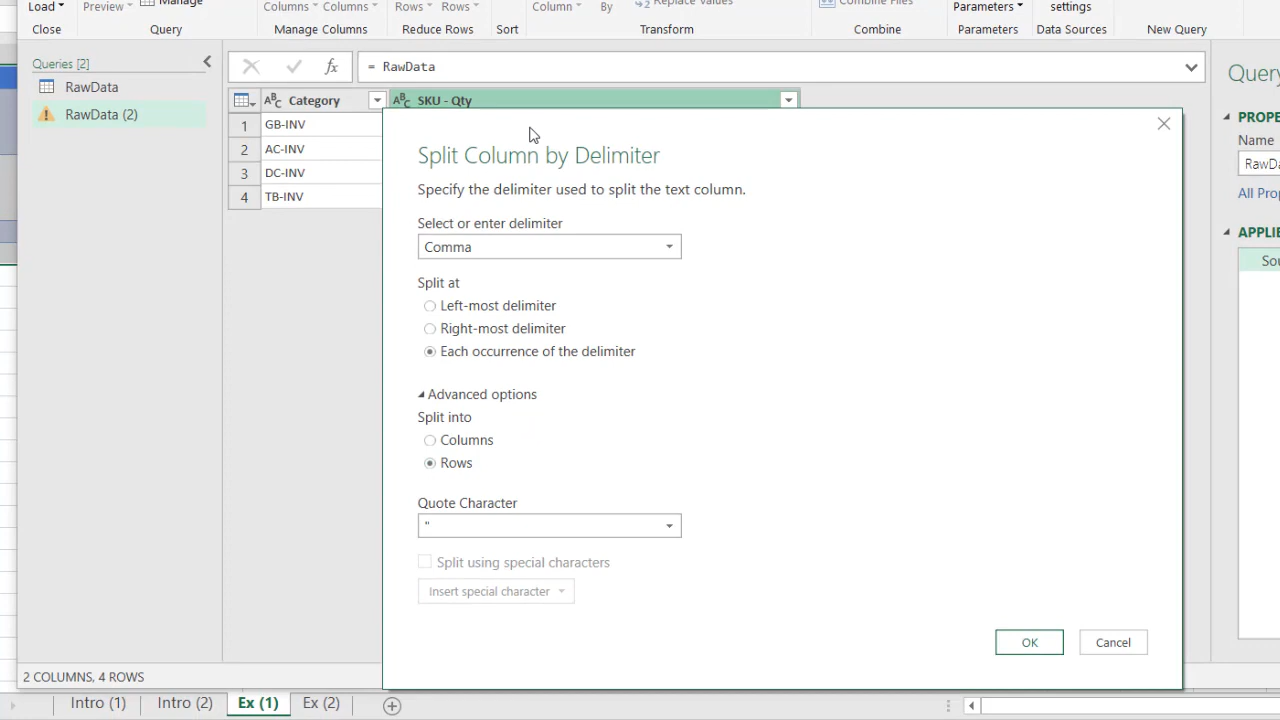 Load
Preview
Manage
Columns
Columns
Rows
Rows
Column
By
Replace Values
Combine Files
Parameters
settings
Close
Query
Manage Columns
Reduce Rows
Sort
Transform
Combine
Parameters
Data Sources
New Query
Queries [2]
RawData
RawData (2)
fx
= RawData
Query
ABC Category
ABC SKU - Qty
1 GB-INV
2 AC-INV
3 DC-INV
4 TB-INV
Split Column by Delimiter
Specify the delimiter used to split the text column.
Select or enter delimiter
Comma
Split at
Left-most delimiter
Right-most delimiter
Each occurrence of the delimiter
Advanced options
Split into
Columns
Rows
Quote Character
"
Split using special characters
Insert special character
OK
Cancel
PROPE
Name
RawDa
All Prop
APPLIE
Sou
2 COLUMNS, 4 ROWS
Intro (1)
Intro (2)
Ex (1)
Ex (2)